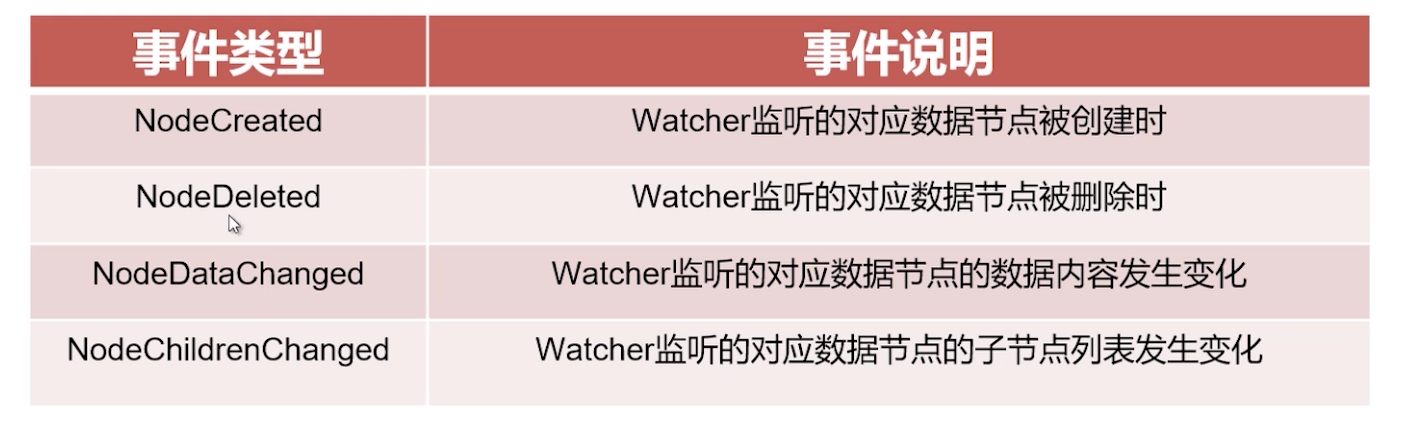 事件类型 事件说明
NodeCreated Watcher监听的对应数据节点被创建时
NodeDeleted Watcher监听的对应数据节点被删除时
NodeDataChanged Watcher监听的对应数据节点的数据内容发生变化
NodeChildrenChanged Watcher监听的对应数据节点的子节点列表发生变化